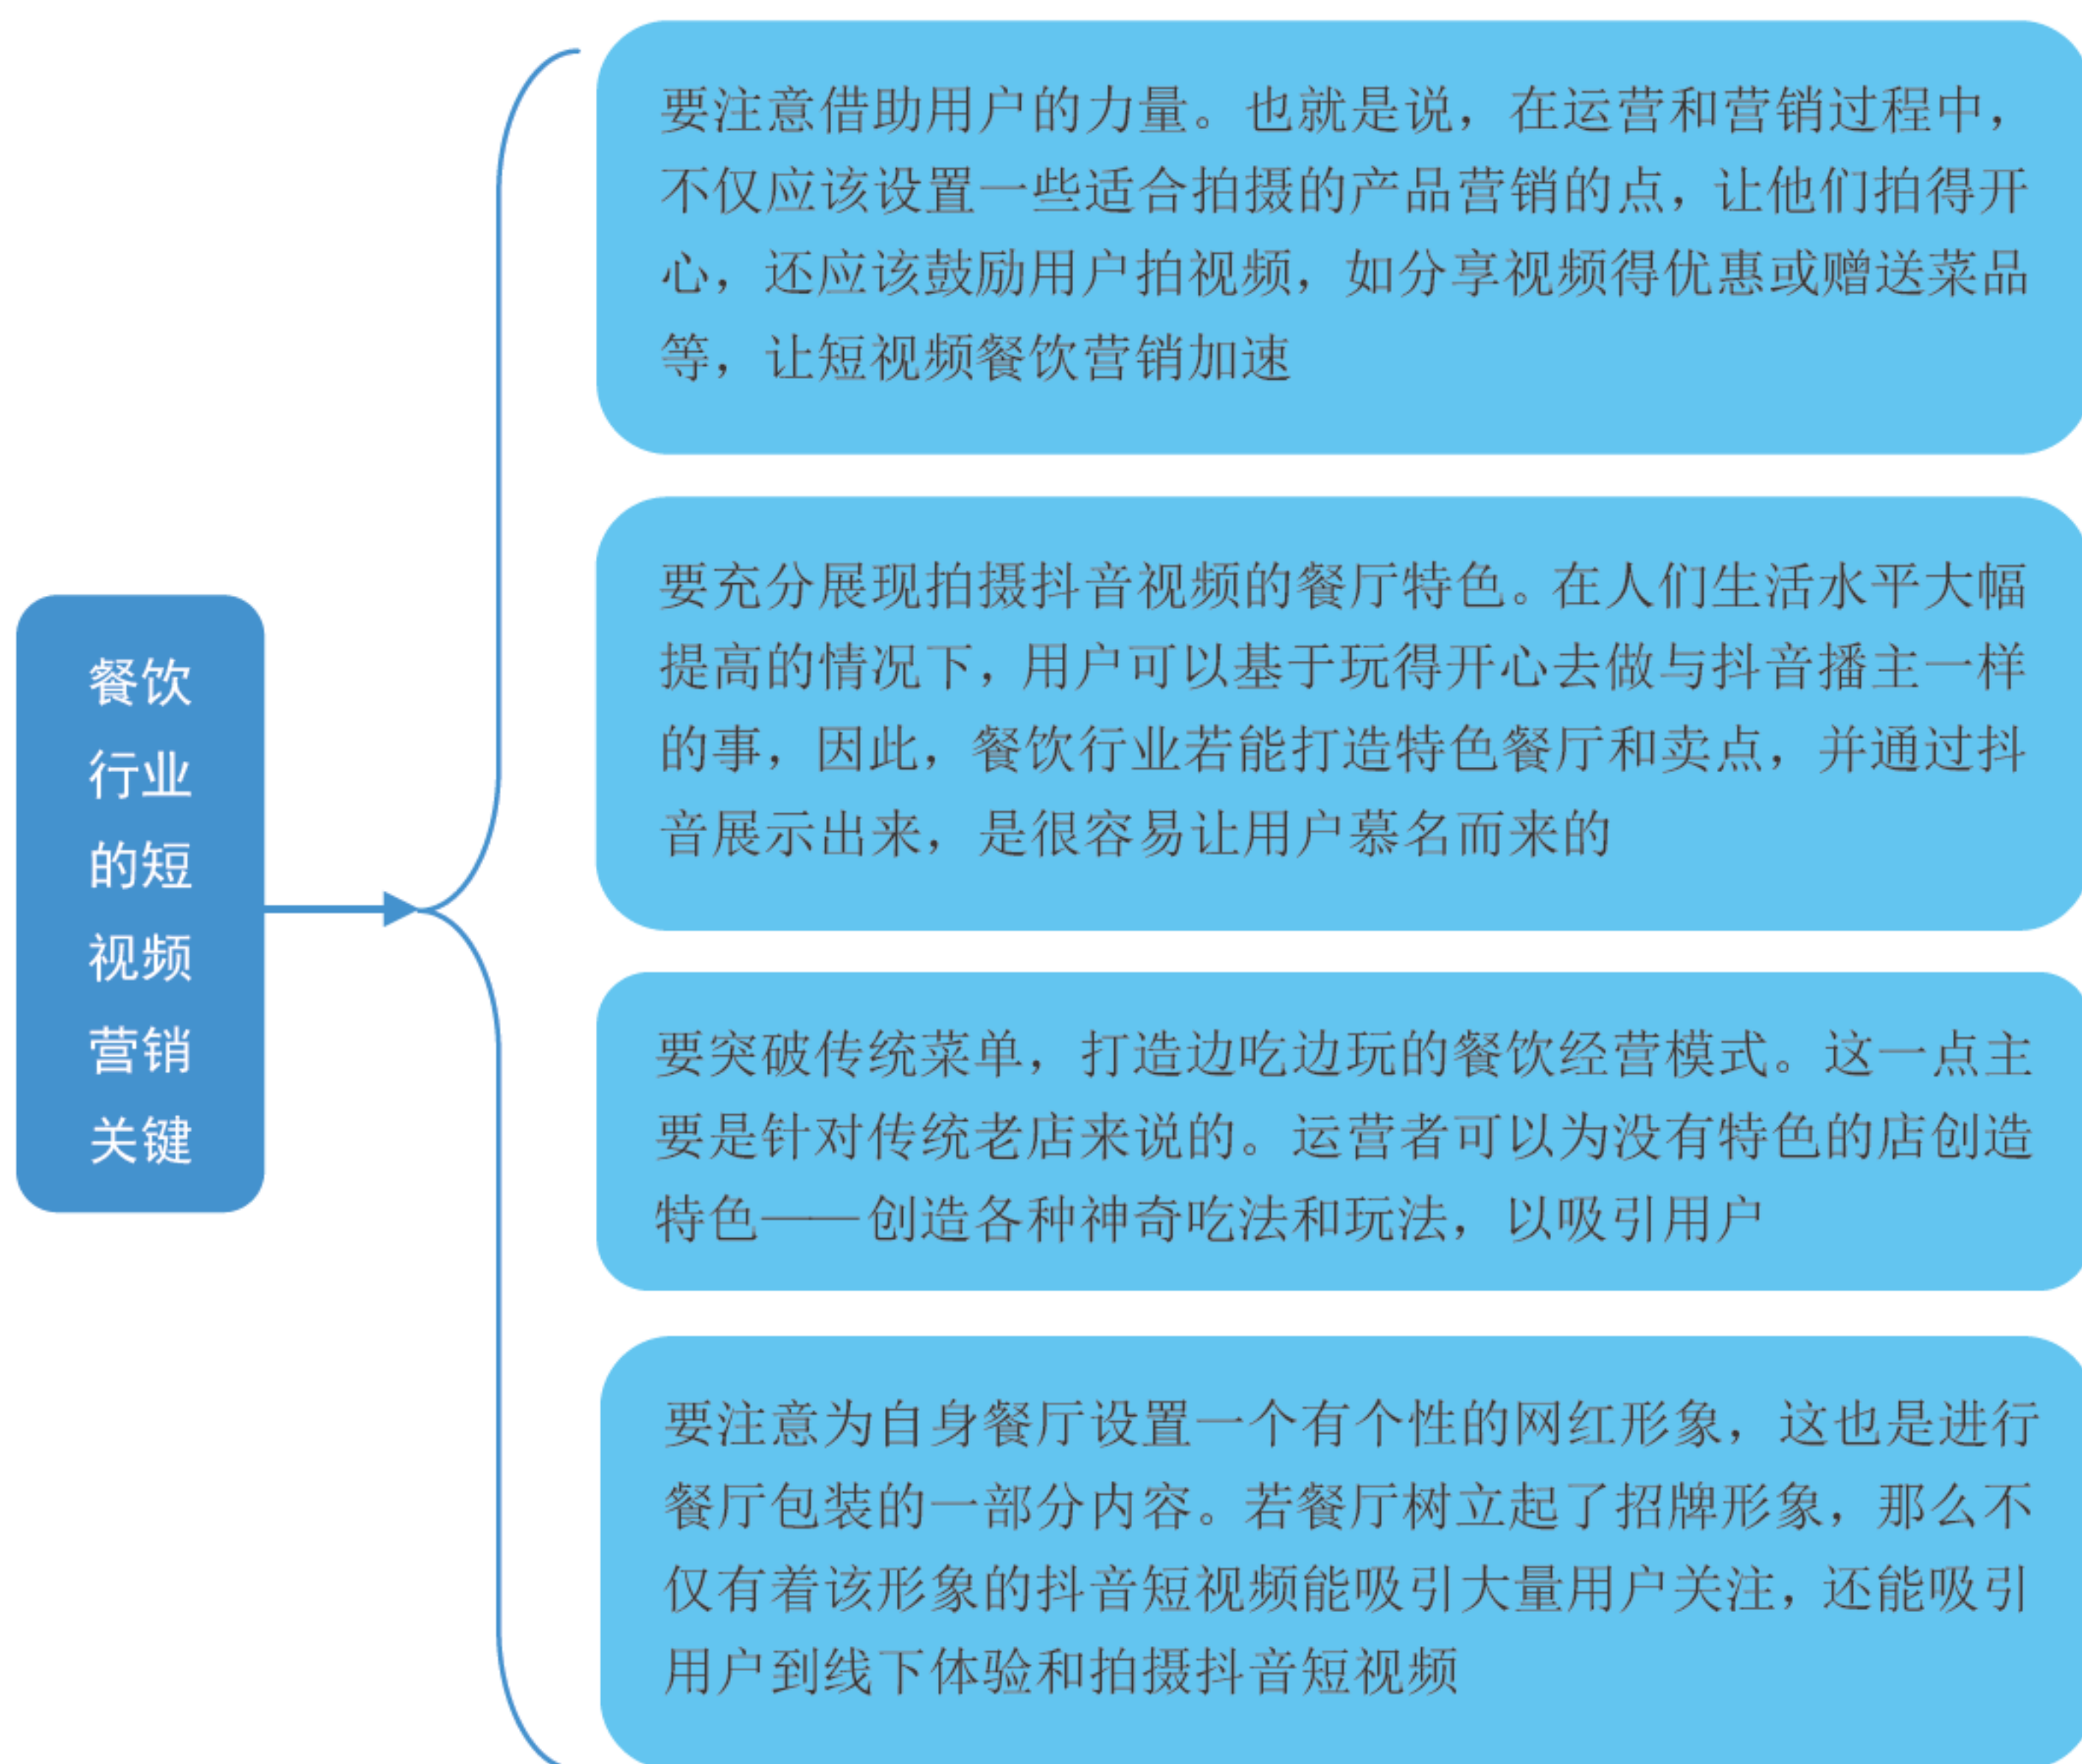 餐饮
行业
的短
视频
营销
关键
要注意借助用户的力量。也就是说，在运营和营销过程中，
不仅应该设置一些适合拍摄的产品营销的点，让他们拍得开
心，还应该鼓励用户拍视频，如分享视频得优惠或赠送菜品
等，让短视频餐饮营销加速
要充分展现拍摄抖音视频的餐厅特色。在人们生活水平大幅
提高的情况下，用户可以基于玩得开心去做与抖音播主一样
的事，因此，餐饮行业若能打造特色餐厅和卖点，并通过抖
音展示出来，是很容易让用户慕名而来的
要突破传统菜单，打造边吃边玩的餐饮经营模式。这一点主
要是针对传统老店来说的。运营者可以为没有特色的店创造
特色——创造各种神奇吃法和玩法，以吸引用户
要注意为自身餐厅设置一个有个性的网红形象，这也是进行
餐厅包装的一部分内容。若餐厅树立起了招牌形象，那么不
仅有着该形象的抖音短视频能吸引大量用户关注，还能吸引
用户到线下体验和拍摄抖音短视频